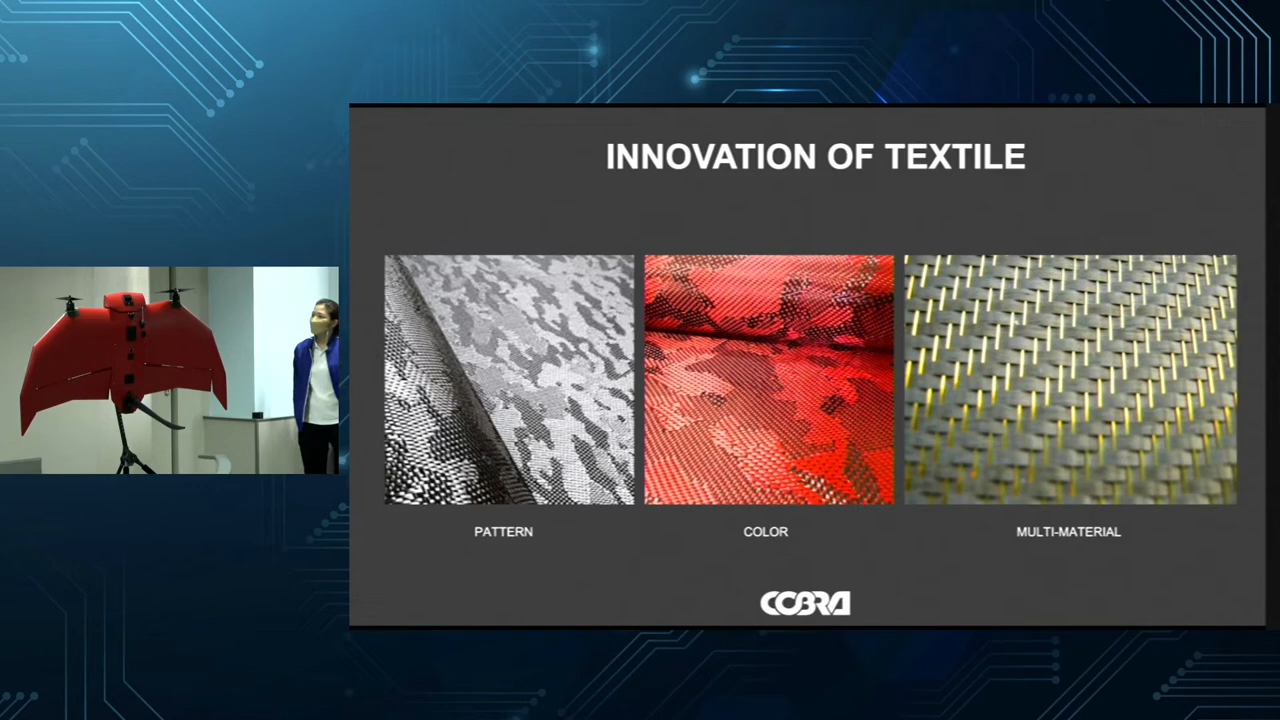 INNOVATION OF TEXTILE
PATTERN
COLOR
MULTI-MATERIAL
COBRA